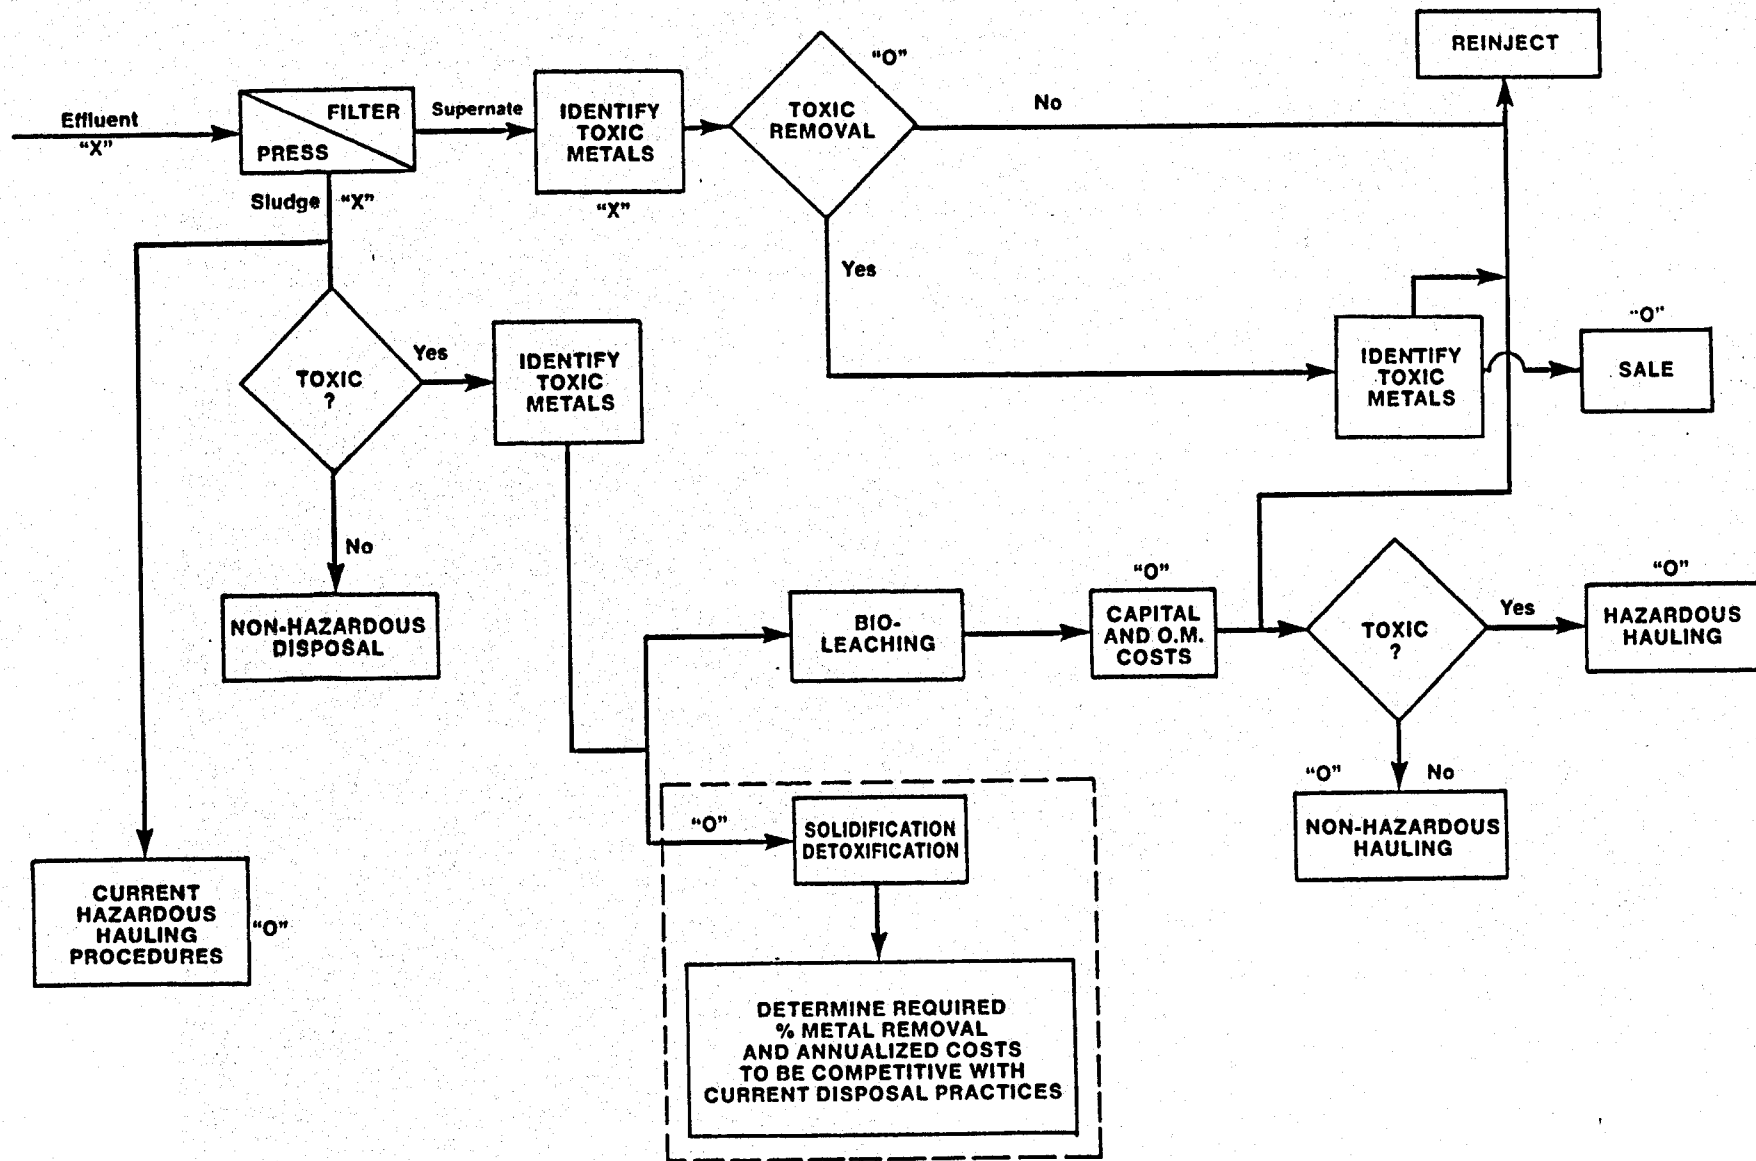 REINJECT
"O"
Effluent
"X"
FILTER
PRESS
Supernate
IDENTIFY
TOXIC
METALS
"X"
TOXIC
REMOVAL
No
Yes
Sludge
"X"
TOXIC
?
Yes
IDENTIFY
TOXIC
METALS
No
NON-HAZARDOUS
DISPOSAL
IDENTIFY
TOXIC
METALS
"O"
SALE
BIO-
LEACHING
"O"
CAPITAL
AND O.M.
COSTS
TOXIC
?
Yes
"O"
HAZARDOUS
HAULING
"O"
No
NON-HAZARDOUS
HAULING
"O"
SOLIDIFICATION
DETOXIFICATION
CURRENT
HAZARDOUS
HAULING
PROCEDURES
"O"
DETERMINE REQUIRED
% METAL REMOVAL
AND ANNUALIZED COSTS
TO BE COMPETITIVE WITH
CURRENT DISPOSAL PRACTICES